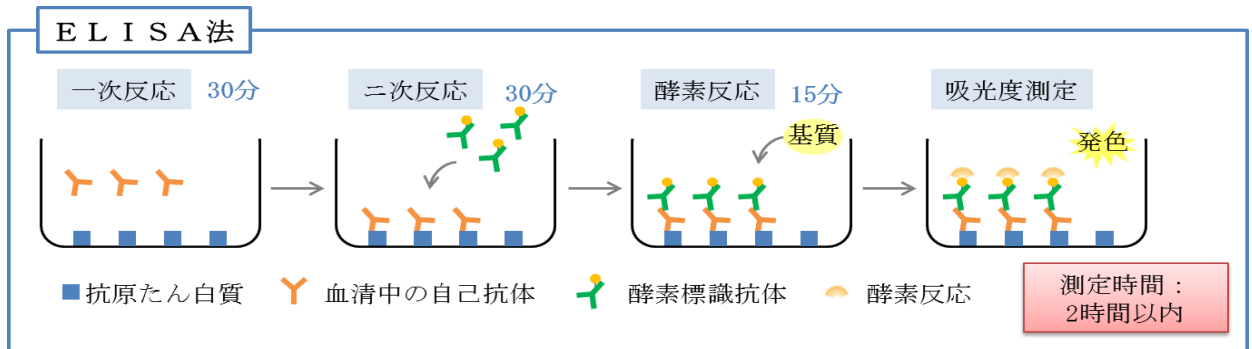 ＥＬＩＳＡ法
一次反応 30分
二次反応 30分
酵素反応 15分
吸光度測定
基質
発色
抗原たん白質
血清中の自己抗体
酵素標識抗体
酵素反応
測定時間：
2時間以内